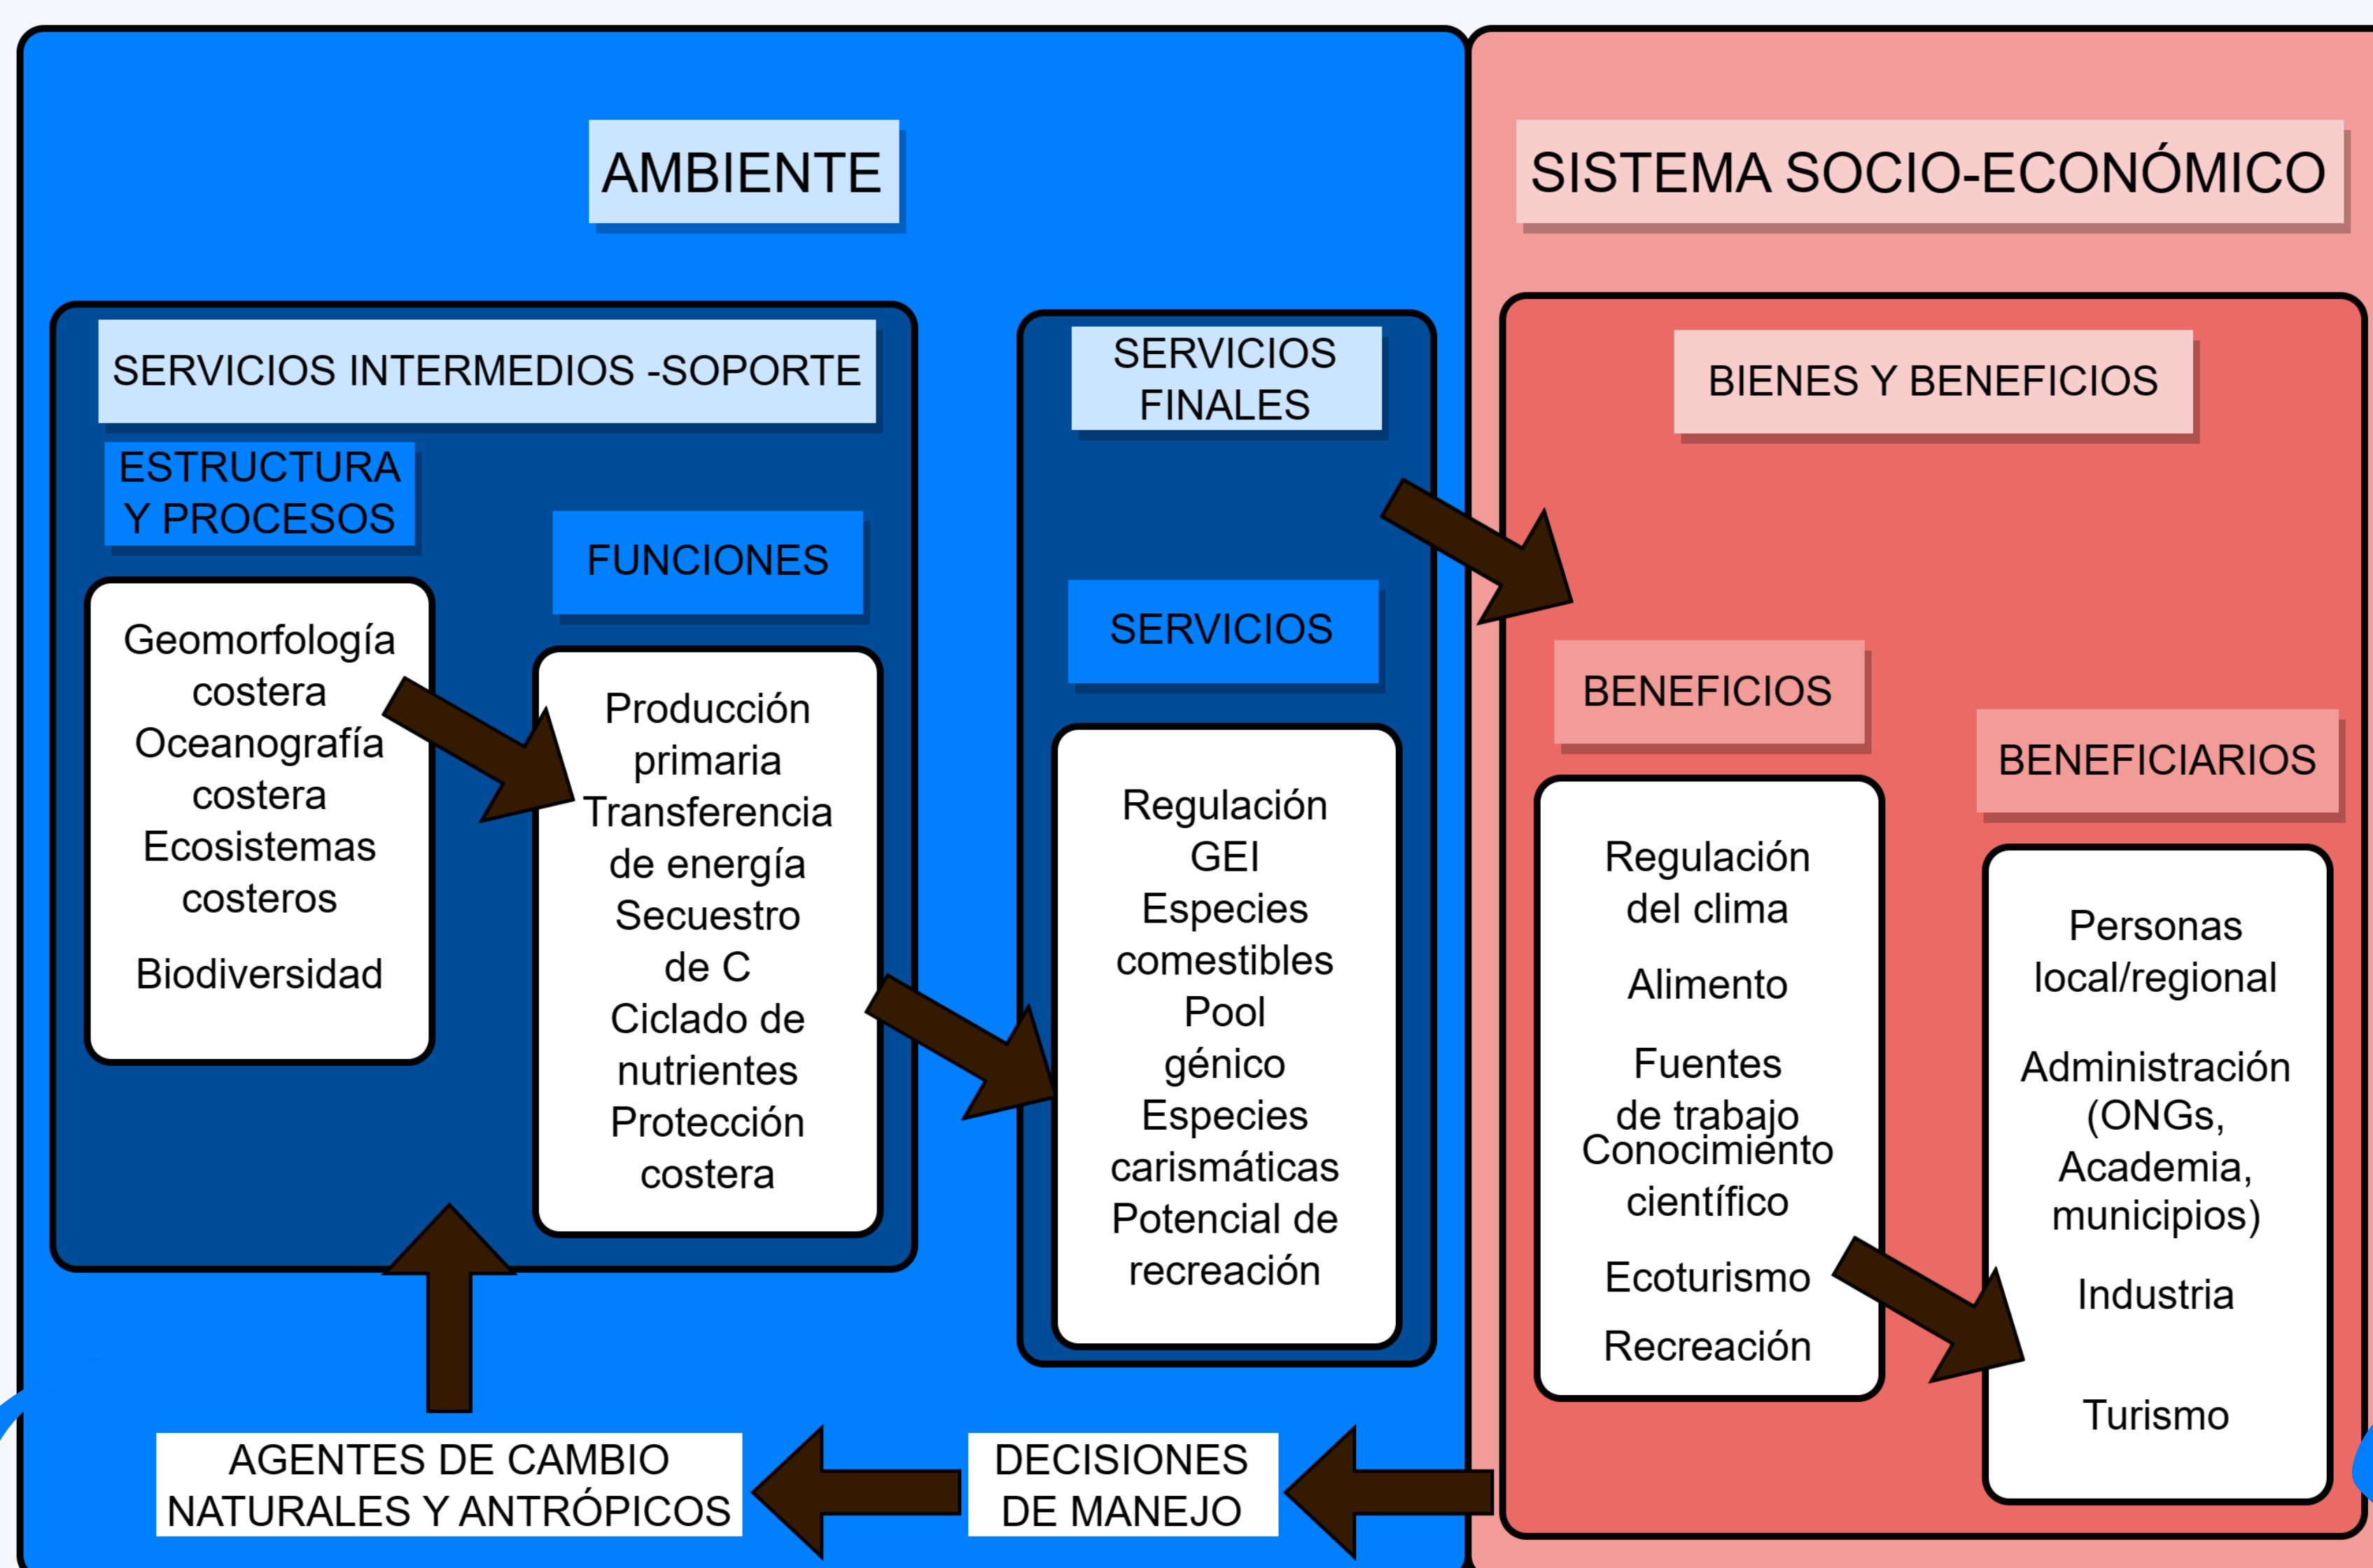 AMBIENTE
SERVICIOS INTERMEDIOS -SOPORTE
ESTRUCTURA
Y PROCESOS
Geomorfología
costera
Oceanografía
costera
Ecosistemas
costeros
Biodiversidad
FUNCIONES
Producción
primaria
Transferencia
de energía
Secuestro
de C
Ciclado de
nutrientes
Protección
costera
SERVICIOS
FINALES
SERVICIOS
Regulación
GEI
Especies
comestibles
Pool
génico
Especies
carismáticas
Potencial de
recreación
SISTEMA SOCIO-ECONÓMICO
BIENES Y BENEFICIOS
BENEFICIOS
Regulación
del clima
Alimento
Fuentes
de trabajo
Conocimiento
científico
Ecoturismo
Recreación
BENEFICIARIOS
Personas
local/regional
Administración
(ONGs,
Academia,
municipios)
Industria
Turismo
DECISIONES
DE MANEJO
AGENTES DE CAMBIO
NATURALES Y ANTRÓPICOS